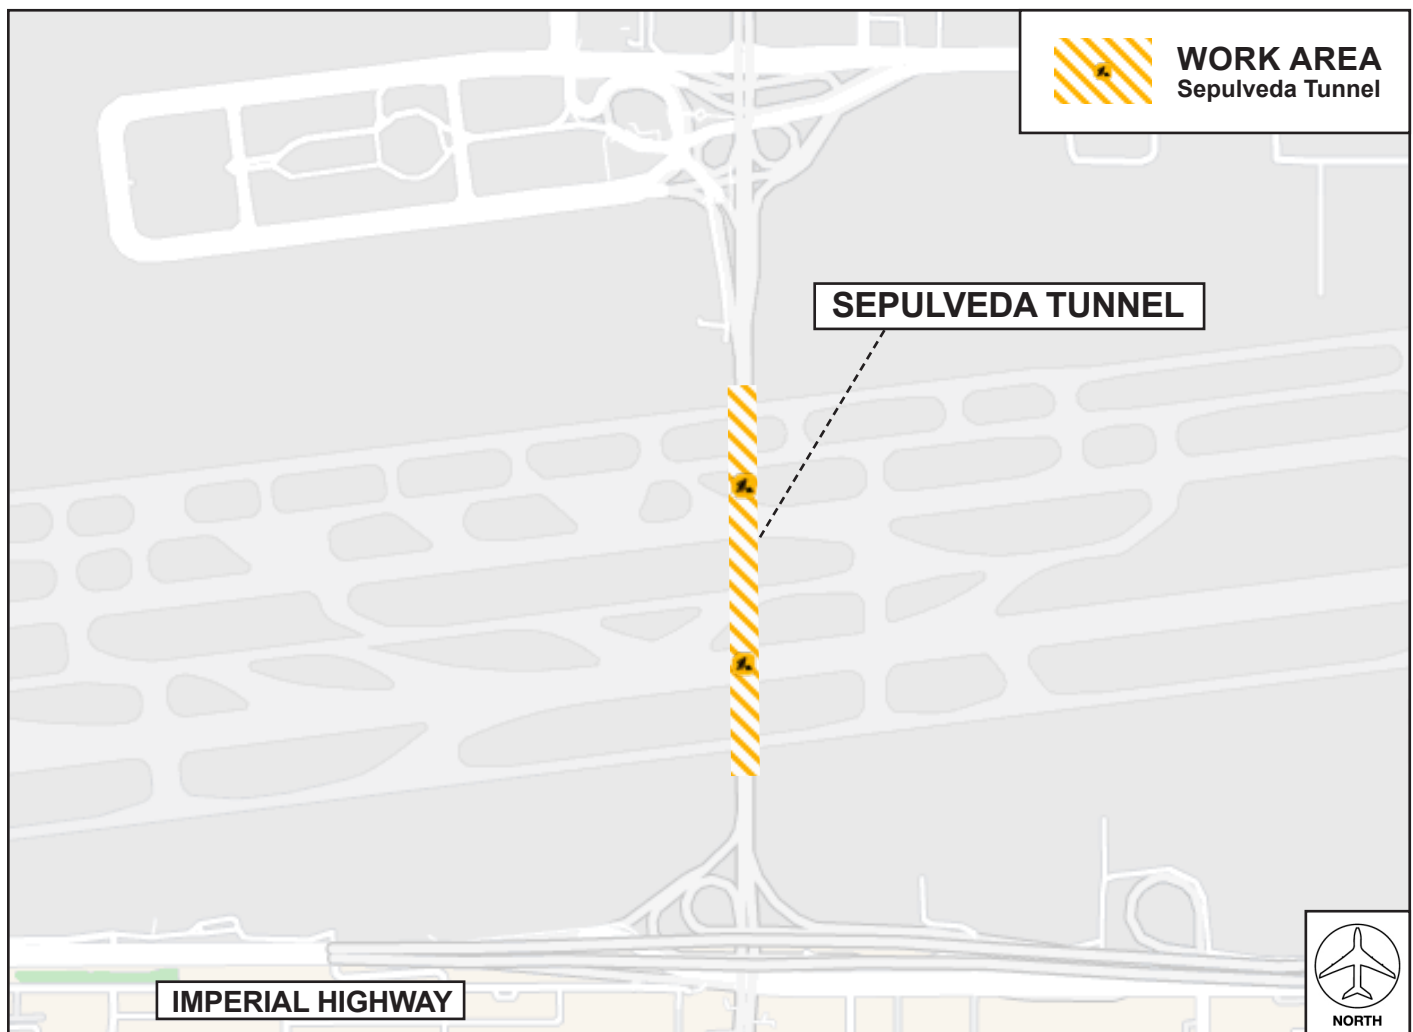 WORK AREA
Sepulveda Tunnel
SEPULVEDA TUNNEL
IMPERIAL HIGHWAY
NORTH